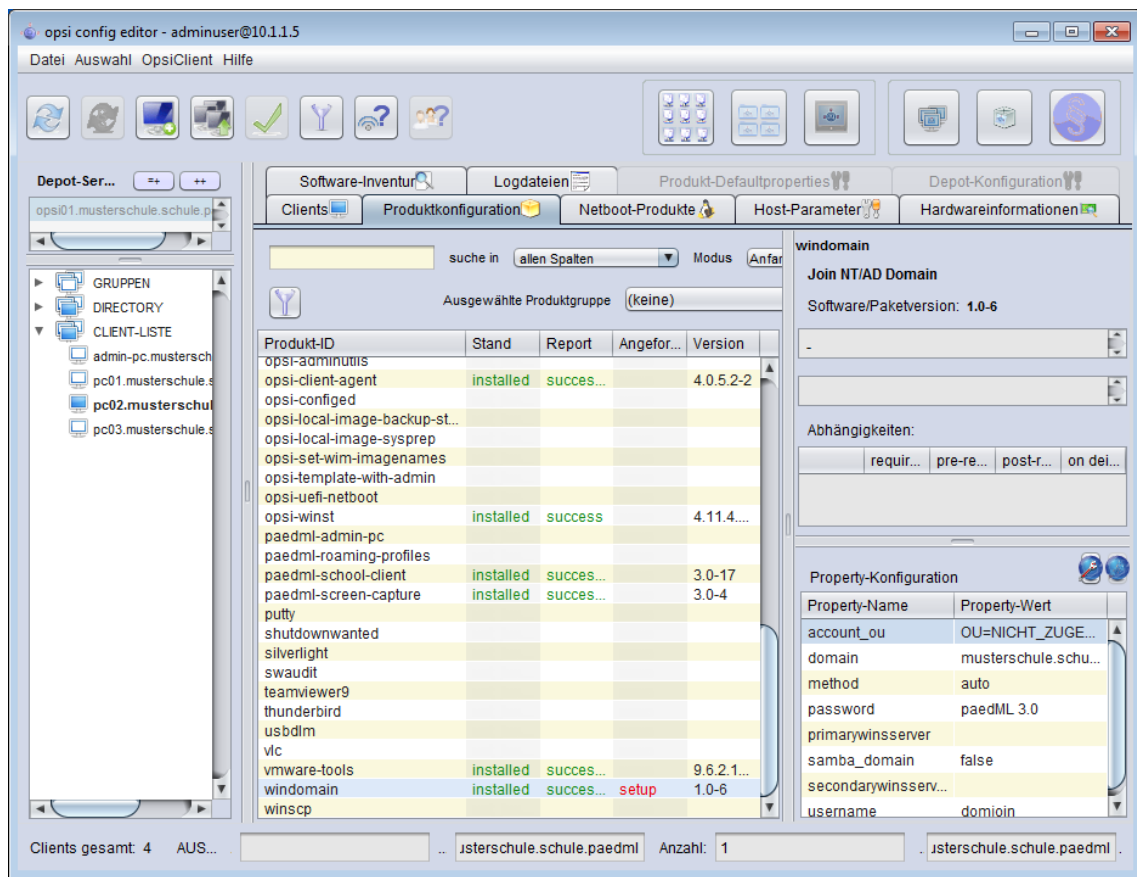 opsi config editor - adminuser@10.1.1.5
Datei Auswahl OpsiClient Hilfe
Depot-Ser... =+ ++
opsi01.musterschule.schule.p
GRUPPEN
DIRECTORY
CLIENT-LISTE
admin-pc.mustersch
pc01.musterschule.s
pc02.musterschul
pc03.musterschule.s
Software-Inventur Logdateien Produkt-Defaultproperties Depot-Konfiguration
Clients Produktkonfiguration Netboot-Produkte Host-Parameter Hardwareinformationen
suche in allen Spalten Modus Anfar
Ausgewählte Produktgruppe (keine)
Produkt-ID Stand Report Angefor... Version
opsi-adminutils
opsi-client-agent installed succes... 4.0.5.2-2
opsi-configed
opsi-local-image-backup-st...
opsi-local-image-sysprep
opsi-set-wim-imagenames
opsi-template-with-admin
opsi-uefi-netboot
opsi-winst installed success 4.11.4....
paedml-admin-pc
paedml-roaming-profiles
paedml-school-client installed succes... 3.0-17
paedml-screen-capture installed succes... 3.0-4
putty
shutdownwanted
silverlight
swaudit
teamviewer9
thunderbird
usbdlm
vlc
vmware-tools installed succes... 9.6.2.1...
windomain installed succes... setup 1.0-6
winscp
windomain
Join NT/AD Domain
Software/Paketversion: 1.0-6
-
Abhängigkeiten:
requir... pre-re... post-r... on dei...
Property-Konfiguration
Property-Name Property-Wert
account_ou OU=NICHT_ZUGE...
domain musterschule.schu...
method auto
password paedML 3.0
primarywinsserver
samba_domain false
secondarywinsserv...
username domjoin
Clients gesamt: 4 AUS... .. usterschule.schule.paedml Anzahl: 1 . usterschule.schule.paedml .